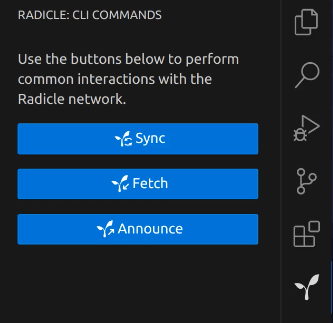 RADICLE: CLI COMMANDS
Use the buttons below to perform
common interactions with the
Radicle network.
Sync
Fetch
Announce